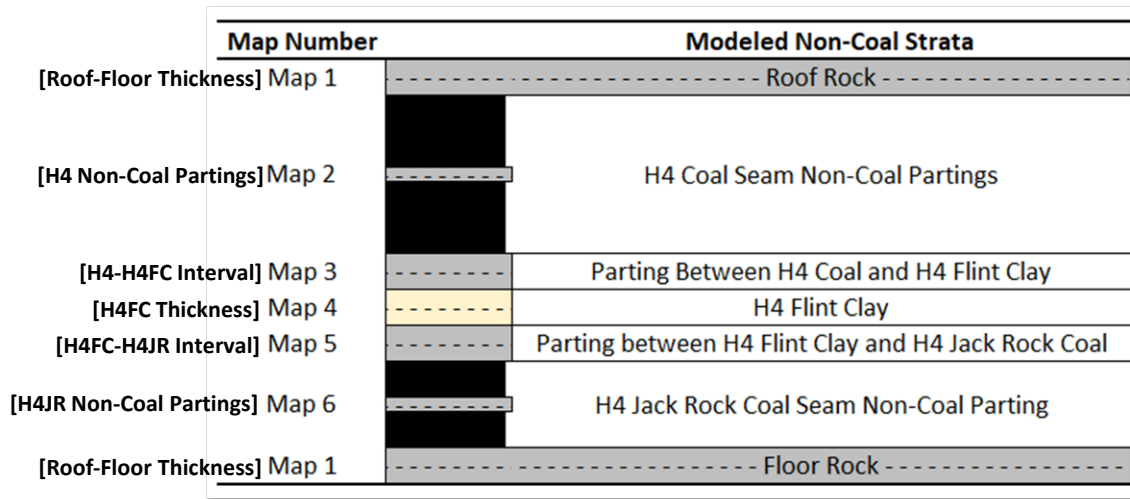 Map Number Modeled Non-Coal Strata
[Roof-Floor Thickness] Map 1 Roof Rock
[H4 Non-Coal Partings] Map 2 H4 Coal Seam Non-Coal Partings
[H4-H4FC Interval] Map 3 Parting Between H4 Coal and H4 Flint Clay
[H4FC Thickness] Map 4 H4 Flint Clay
[H4FC-H4JR Interval] Map 5 Parting between H4 Flint Clay and H4 Jack Rock Coal
[H4JR Non-Coal Partings] Map 6 H4 Jack Rock Coal Seam Non-Coal Parting
[Roof-Floor Thickness] Map 1 Floor Rock